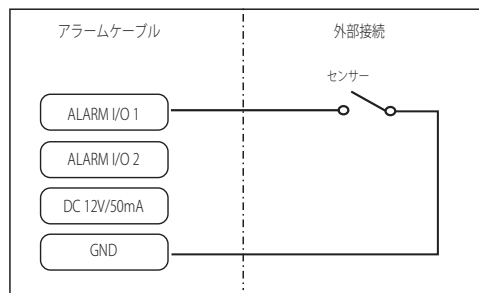 アラームケーブル
外部接続
センサー
ALARM I/O 1
ALARM I/O 2
DC 12V/50mA
GND